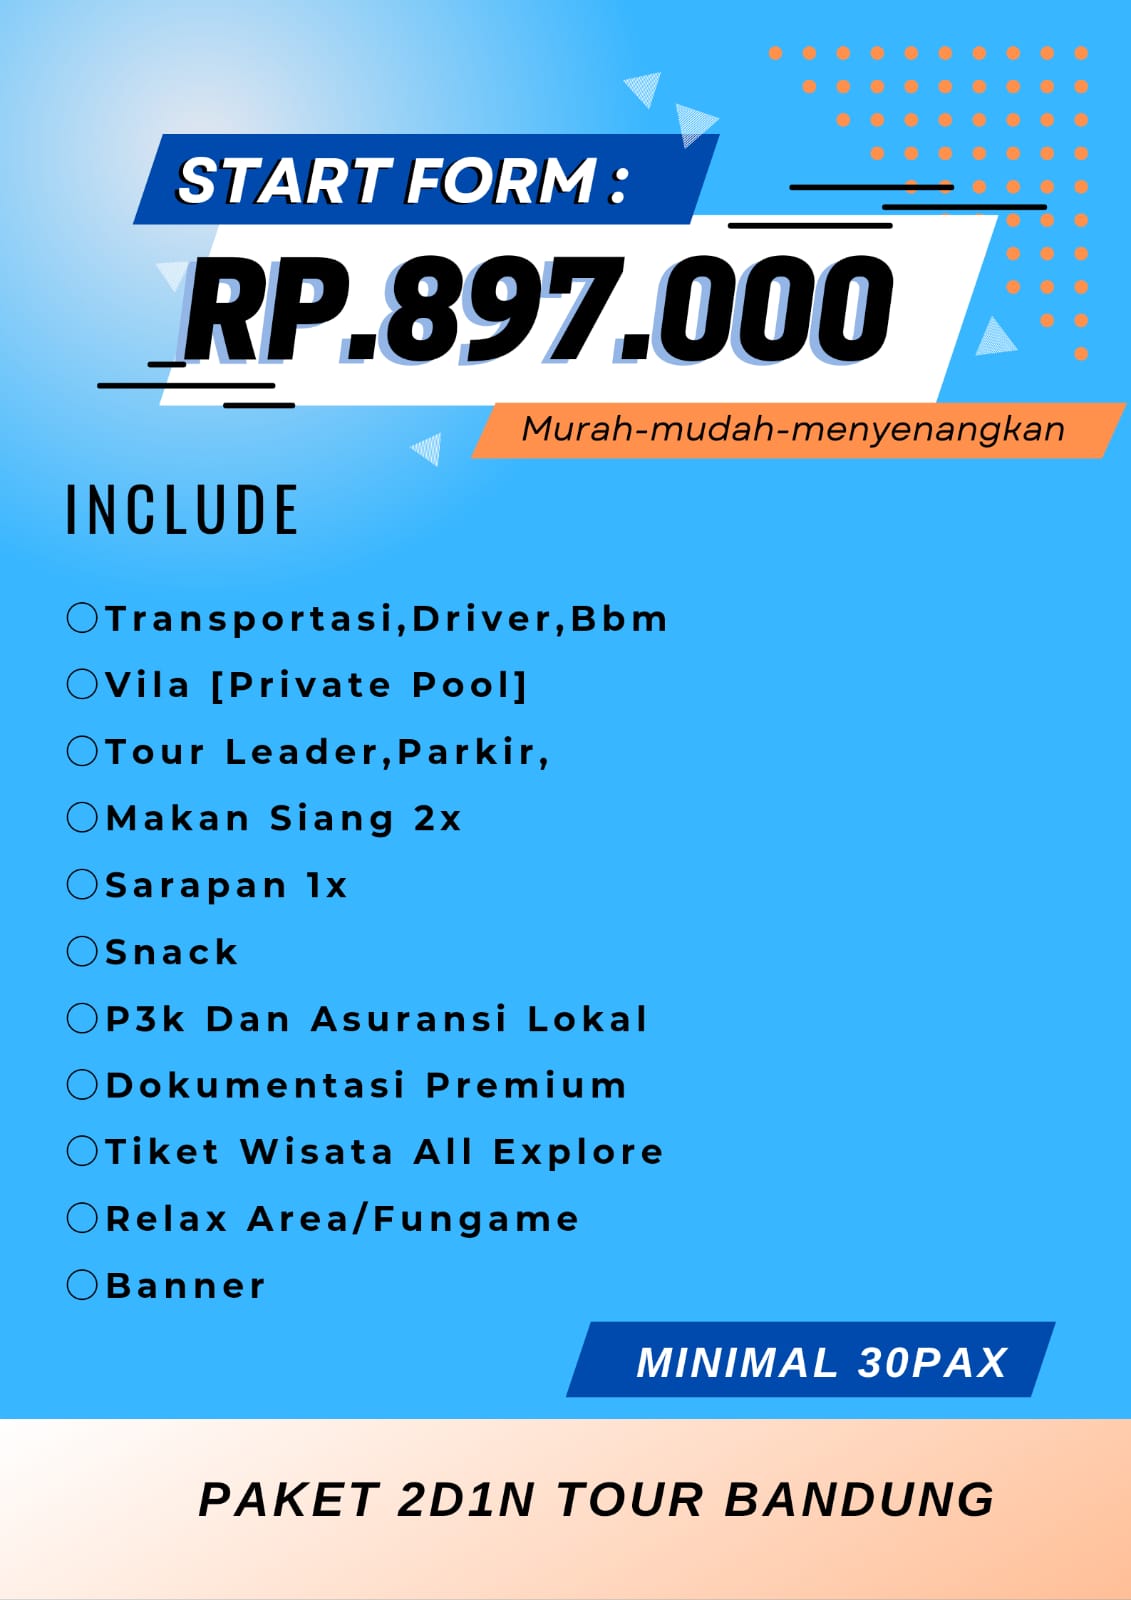 START FORM :
RP.897.000
Murah-mudah-menyenangkan
INCLUDE
○Transportasi,Driver,Bbm
○Vila [Private Pool]
○Tour Leader,Parkir,
○Makan Siang 2x
○Sarapan 1x
○Snack
○P3k Dan Asuransi Lokal
○Dokumentasi Premium
○Tiket Wisata All Explore
○Relax Area/Fungame
○Banner
MINIMAL 30PAX
PAKET 2D1N TOUR BANDUNG